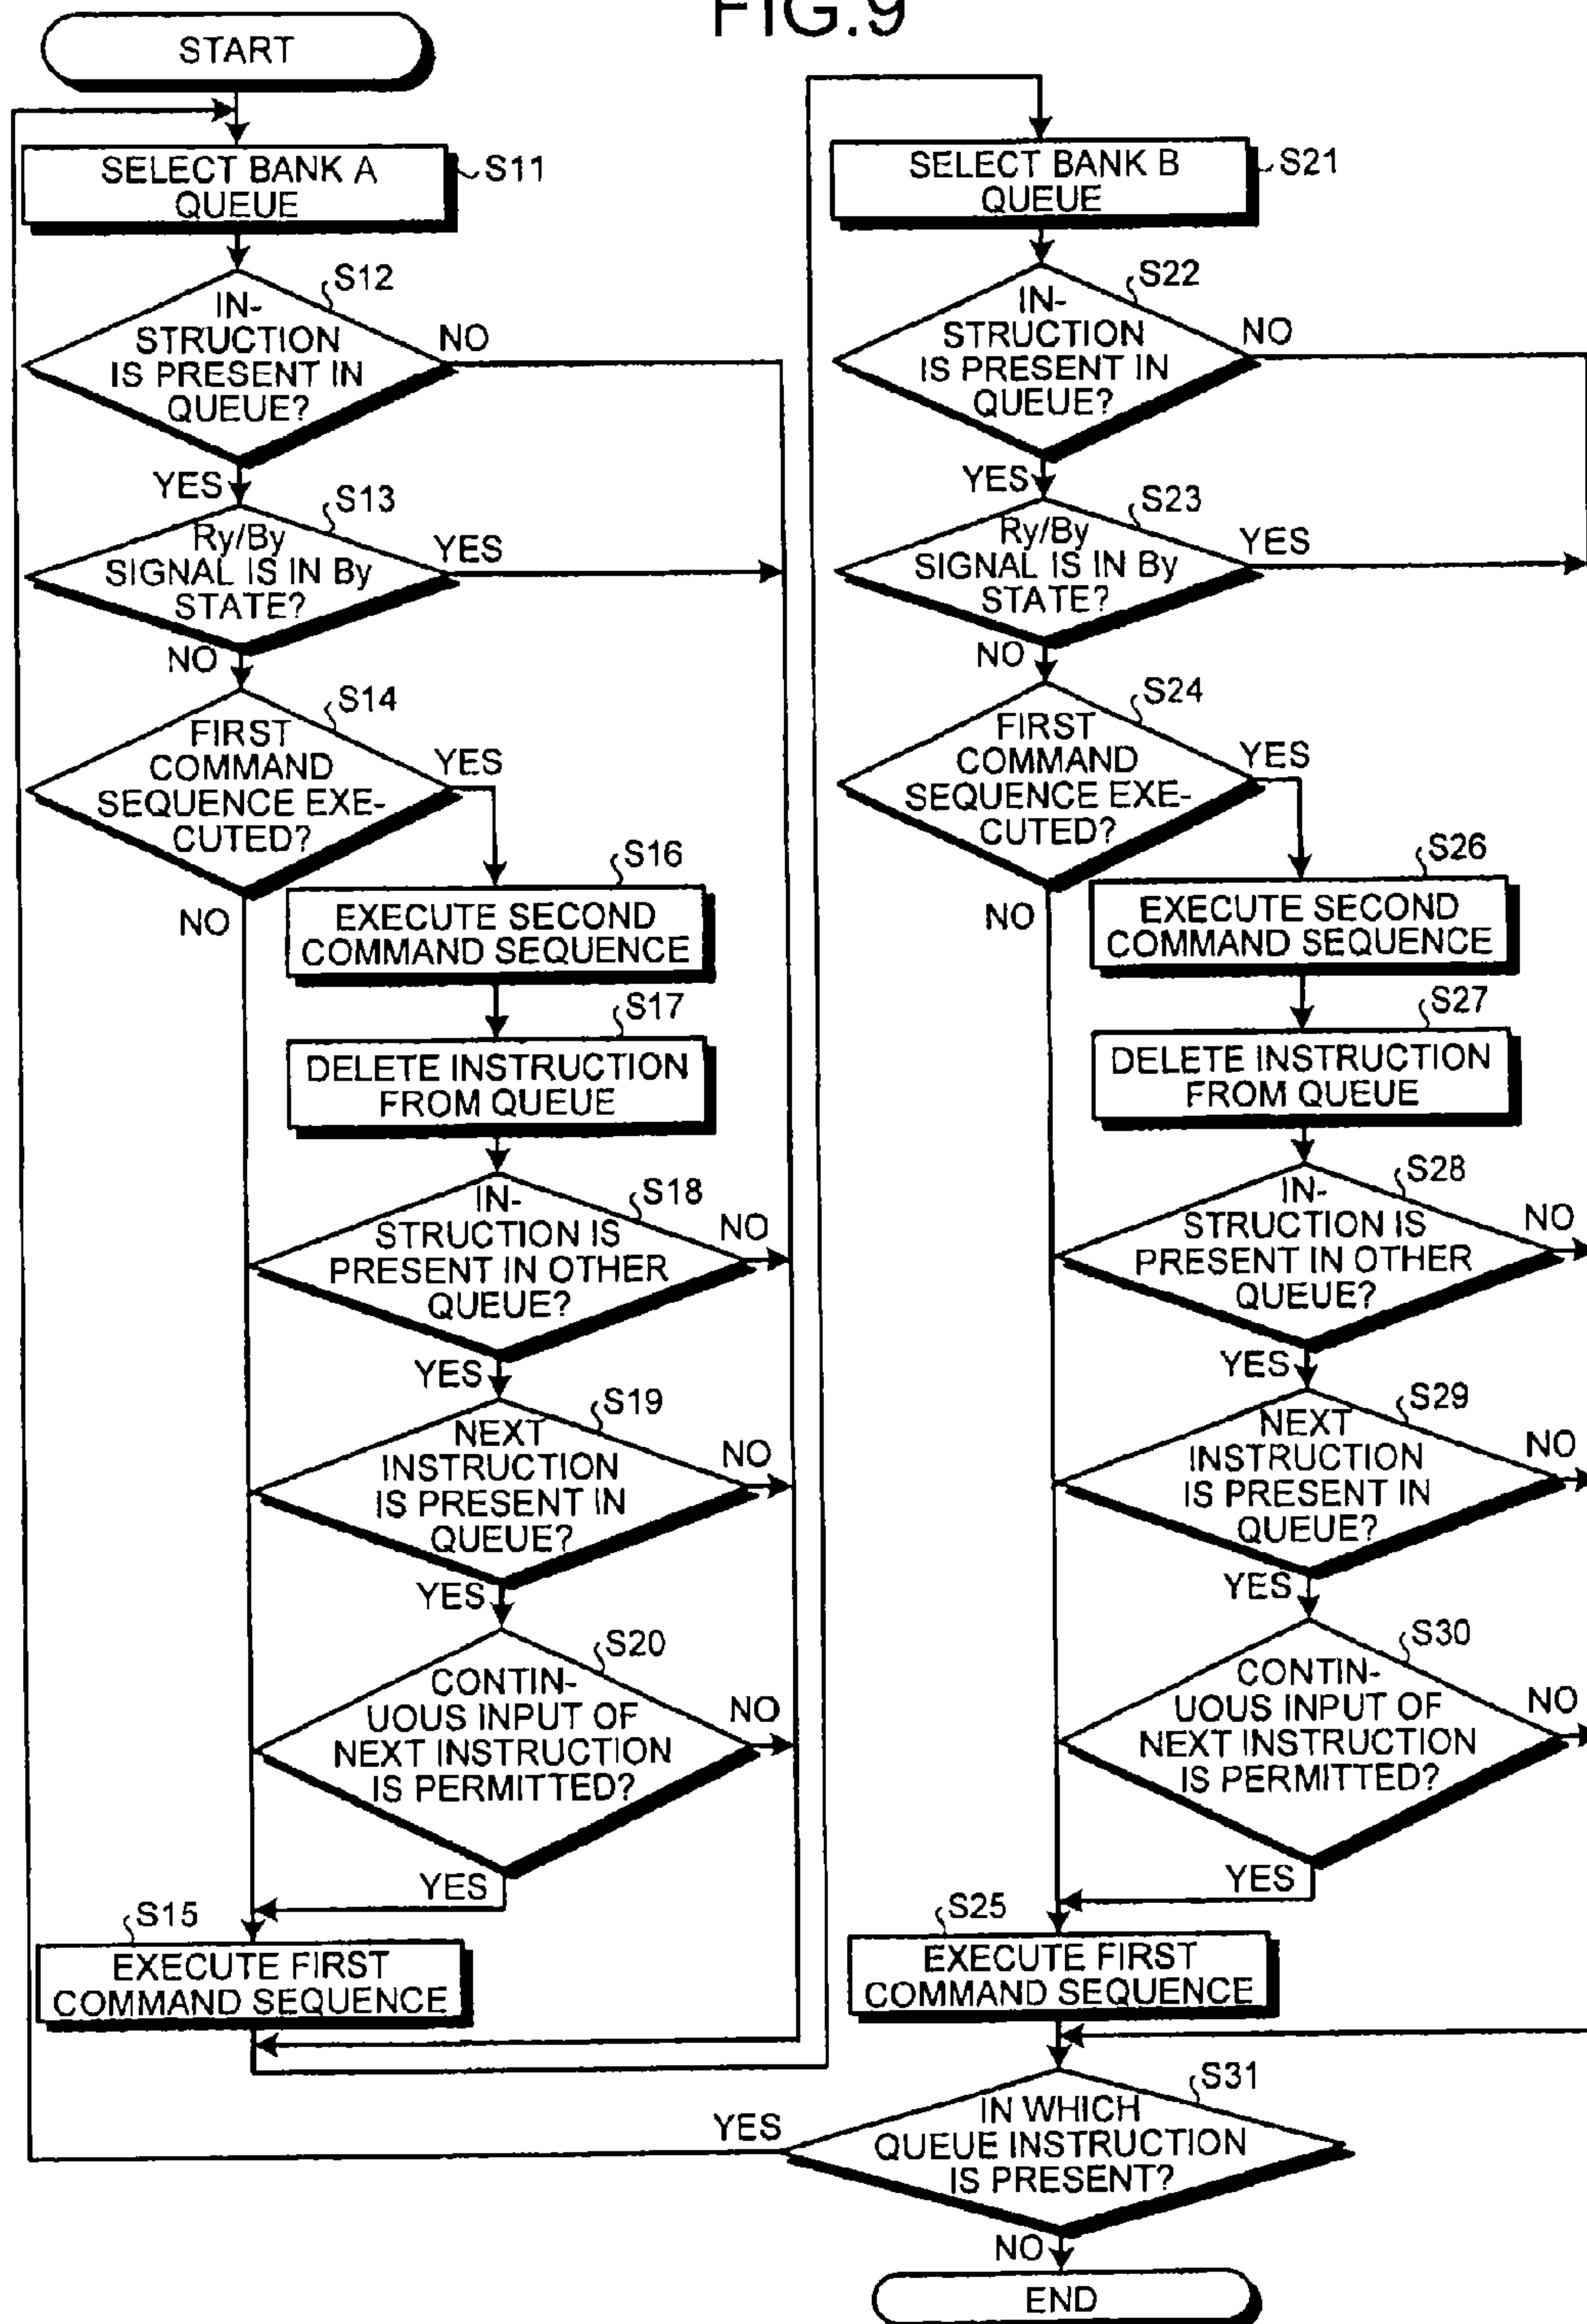 FIG.9
START
SELECT BANK A
QUEUE
S11
S12
IN-
STRUCTION
IS PRESENT IN
QUEUE?
NO
YES
S13
Ry/By
SIGNAL IS IN By
STATE?
YES
NO
S14
FIRST
COMMAND
SEQUENCE EXE-
CUTED?
YES
NO
S16
EXECUTE SECOND
COMMAND SEQUENCE
S17
DELETE INSTRUCTION
FROM QUEUE
S18
IN-
STRUCTION IS
PRESENT IN OTHER
QUEUE?
NO
YES
S19
NEXT
INSTRUCTION
IS PRESENT IN
QUEUE?
NO
YES
S20
CONTIN-
UOUS INPUT OF
NEXT INSTRUCTION
IS PERMITTED?
NO
YES
S15
EXECUTE FIRST
COMMAND SEQUENCE
SELECT BANK B
QUEUE
S21
S22
IN-
STRUCTION
IS PRESENT IN
QUEUE?
NO
YES
S23
Ry/By
SIGNAL IS IN By
STATE?
YES
NO
S24
FIRST
COMMAND
SEQUENCE EXE-
CUTED?
YES
NO
S26
EXECUTE SECOND
COMMAND SEQUENCE
S27
DELETE INSTRUCTION
FROM QUEUE
S28
IN-
STRUCTION IS
PRESENT IN OTHER
QUEUE?
NO
YES
S29
NEXT
INSTRUCTION
IS PRESENT IN
QUEUE?
NO
YES
S30
CONTIN-
UOUS INPUT OF
NEXT INSTRUCTION
IS PERMITTED?
NO
YES
S25
EXECUTE FIRST
COMMAND SEQUENCE
S31
IN WHICH
QUEUE INSTRUCTION
IS PRESENT?
YES
NO
END